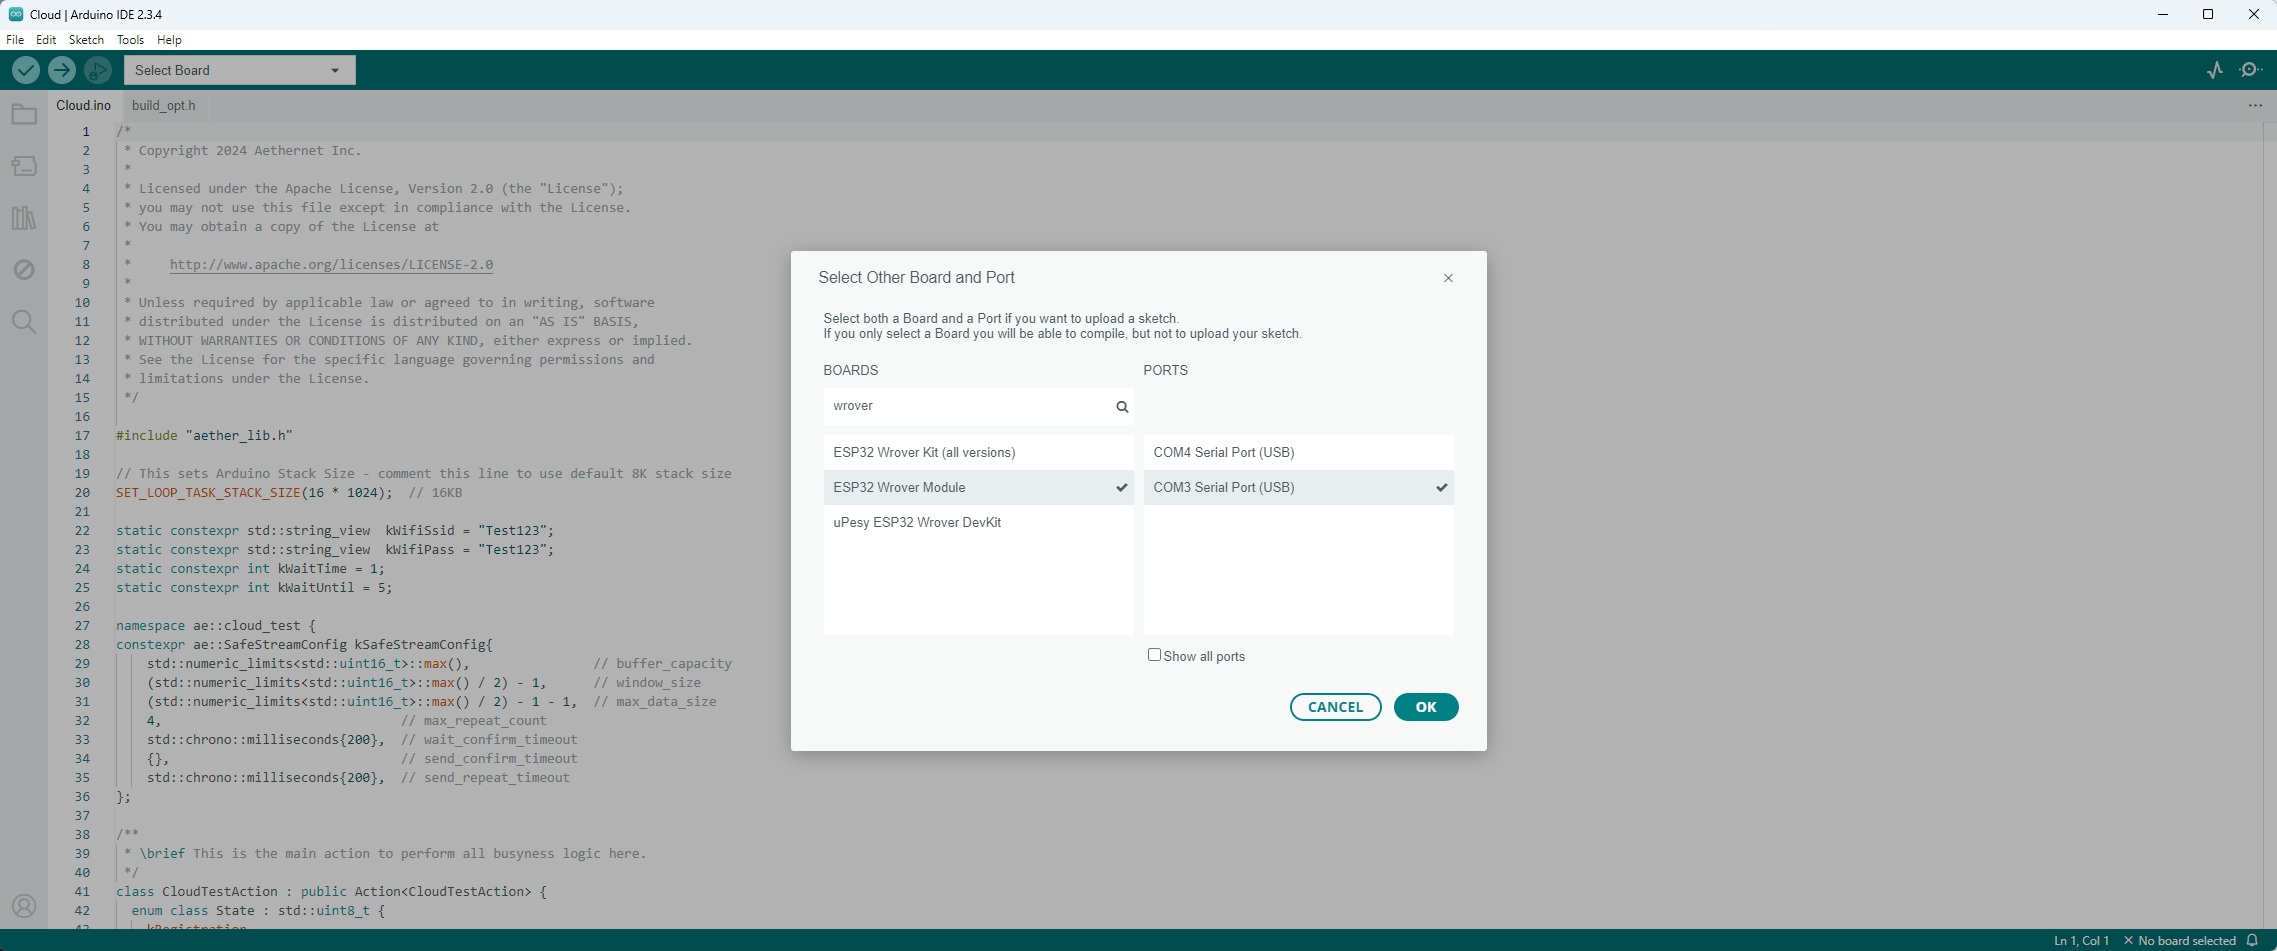 Cloud | Arduino IDE 2.3.4
File Edit Sketch Tools Help
Select Board
Cloud.ino build_opt.h
1 /*
2 * Copyright 2024 Aethernet Inc.
3 *
4 * Licensed under the Apache License, Version 2.0 (the "License");
5 * you may not use this file except in compliance with the License.
6 * You may obtain a copy of the License at
7 *
8 * http://www.apache.org/licenses/LICENSE-2.0
9 *
10 * Unless required by applicable law or agreed to in writing, software
11 * distributed under the License is distributed on an "AS IS" BASIS,
12 * WITHOUT WARRANTIES OR CONDITIONS OF ANY KIND, either express or implied.
13 * See the License for the specific language governing permissions and
14 * limitations under the License.
15 */
16
17 #include "aether_lib.h"
18
19 // This sets Arduino Stack Size - comment this line to use default 8K stack size
20 SET_LOOP_TASK_STACK_SIZE(16 * 1024); // 16KB
21
22 static constexpr std::string_view kWifiSsid = "Test123";
23 static constexpr std::string_view kWifiPass = "Test123";
24 static constexpr int kWaitTime = 1;
25 static constexpr int kWaitUntil = 5;
26
27 namespace ae::cloud_test {
28 constexpr ae::SafeStreamConfig kSafeStreamConfig{
29 std::numeric_limits<std::uint16_t>::max(), // buffer_capacity
30 (std::numeric_limits<std::uint16_t>::max() / 2) - 1, // window_size
31 (std::numeric_limits<std::uint16_t>::max() / 2) - 1 - 1, // max_data_size
32 4, // max_repeat_count
33 std::chrono::milliseconds{200}, // wait_confirm_timeout
34 {}, // send_confirm_timeout
35 std::chrono::milliseconds{200}, // send_repeat_timeout
36 };
37
38 /**
39 * \brief This is the main action to perform all busyness logic here.
40 */
41 class CloudTestAction : public Action<CloudTestAction> {
42 enum class State : std::uint8_t {
43 kRegistration
Select Other Board and Port
Select both a Board and a Port if you want to upload a sketch.
If you only select a Board you will be able to compile, but not to upload your sketch.
BOARDS PORTS
wrover
ESP32 Wrover Kit (all versions) COM4 Serial Port (USB)
ESP32 Wrover Module COM3 Serial Port (USB)
uPesy ESP32 Wrover DevKit
Show all ports
CANCEL OK
Ln 1, Col 1 × No board selected